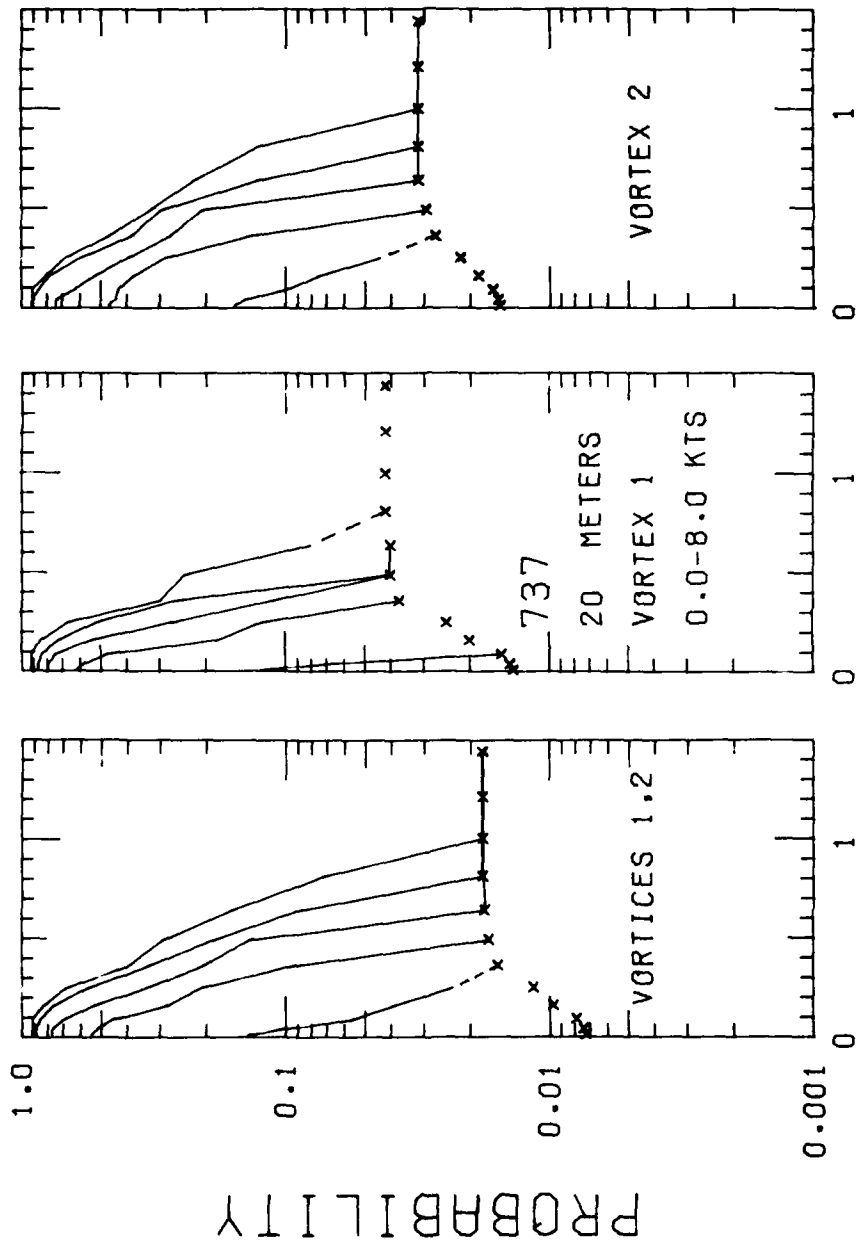 PROBABILITY
1.0
0.1
0.01
0.001
VORTICES 1,2
0
1
737
20 METERS
VORTEX 1
0.0-8.0 KTS
0
1
VORTEX 2
0
1